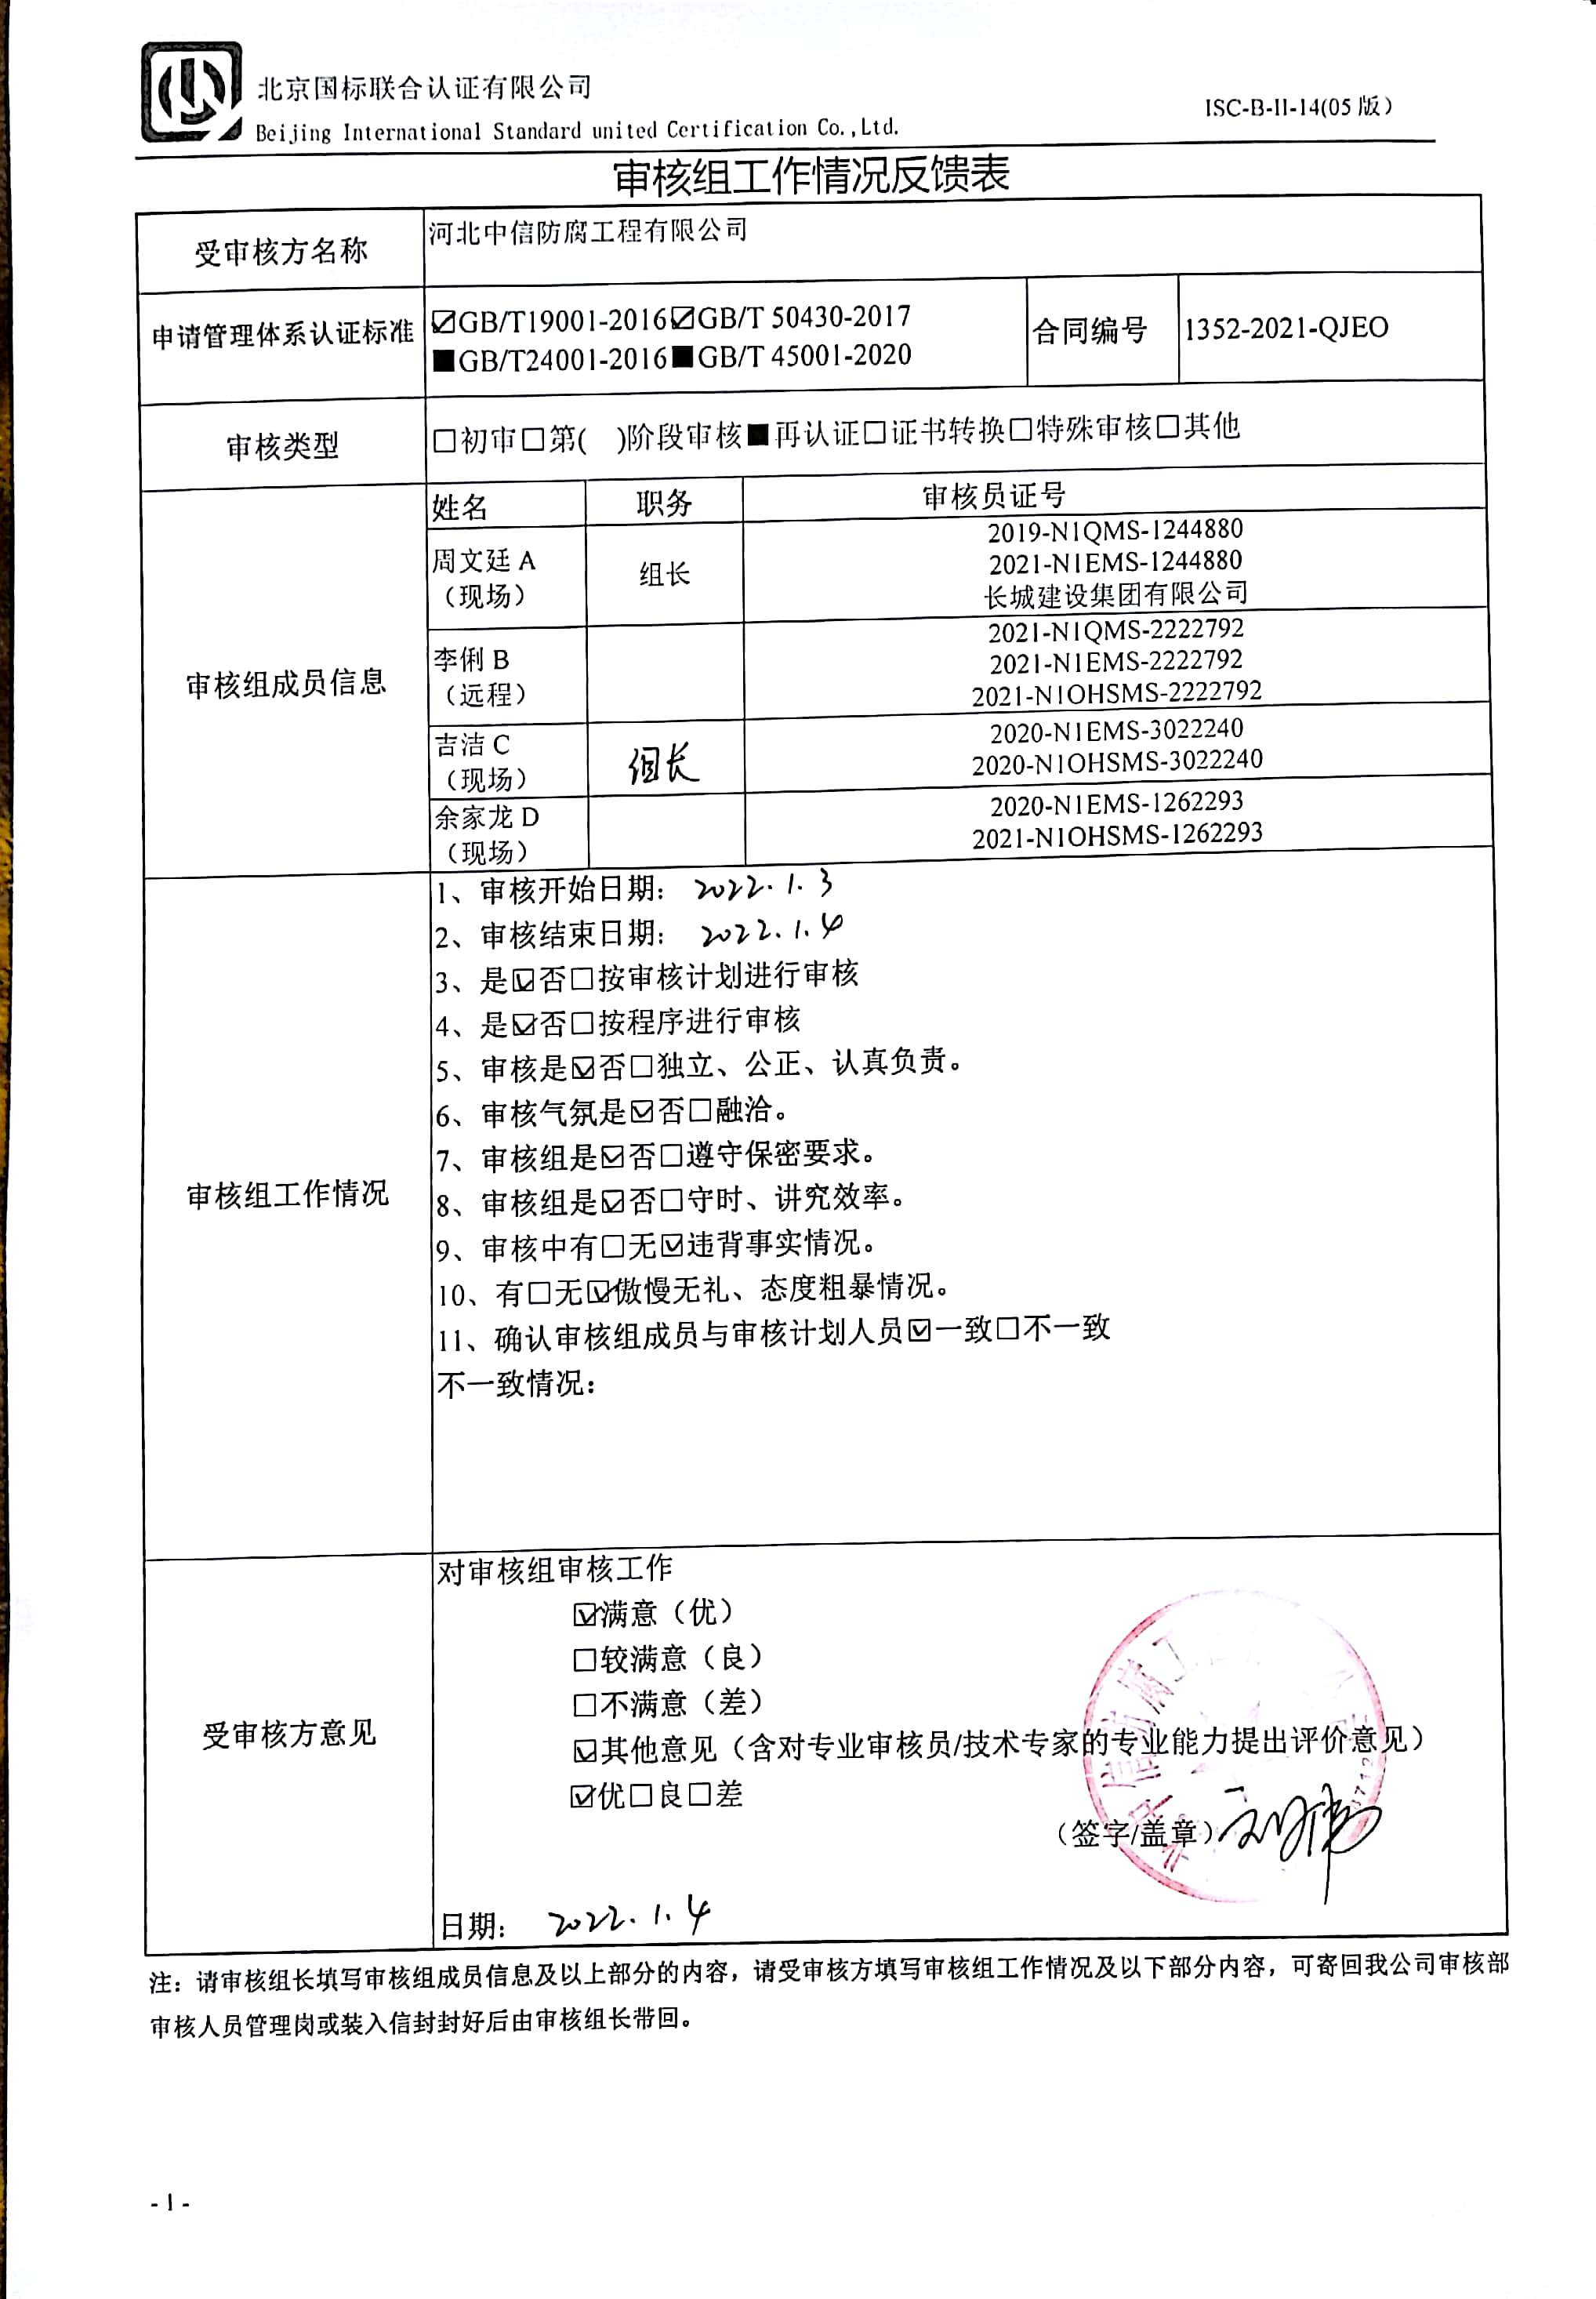 北京国标联合认证有限公司
Beijing International Standard united Certification Co.,Ltd.
ISC-B-II-14(05 版)
审核组工作情况反馈表
受审核方名称
河北中信防腐工程有限公司
申请管理体系认证标准
☑GB/T19001-2016☑GB/T 50430-2017
■GB/T24001-2016■GB/T 45001-2020
合同编号
1352-2021-QJEO
审核类型
□初审□第( )阶段审核■再认证□证书转换□特殊审核□其他
审核组成员信息
姓名
职务
审核员证号
周文廷 A
（现场）
组长
2019-N1QMS-1244880
2021-N1EMS-1244880
长城建设集团有限公司
李俐 B
（远程）
2021-N1QMS-2222792
2021-N1EMS-2222792
2021-N1OHSMS-2222792
吉洁 C
（现场）
组长
2020-N1EMS-3022240
2020-N1OHSMS-3022240
余家龙 D
（现场）
2020-N1EMS-1262293
2021-N1OHSMS-1262293
审核组工作情况
1、审核开始日期： 2022.1.3
2、审核结束日期： 2022.1.4
3、是☑否□按审核计划进行审核
4、是☑否□按程序进行审核
5、审核是☑否□独立、公正、认真负责。
6、审核气氛是☑否□融洽。
7、审核组是☑否□遵守保密要求。
8、审核组是☑否□守时、讲究效率。
9、审核中有□无☑违背事实情况。
10、有□无☑傲慢无礼、态度粗暴情况。
11、确认审核组成员与审核计划人员☑一致□不一致
不一致情况：
受审核方意见
对审核组审核工作
☑满意（优）
□较满意（良）
□不满意（差）
☑其他意见（含对专业审核员/技术专家的专业能力提出评价意见）
☑优□良□差
（签字/盖章）
日期： 2022.1.4
注：请审核组长填写审核组成员信息及以上部分的内容，请受审核方填写审核组工作情况及以下部分内容，可寄回我公司审核部
审核人员管理岗或装入信封封好后由审核组长带回。
- 1 -